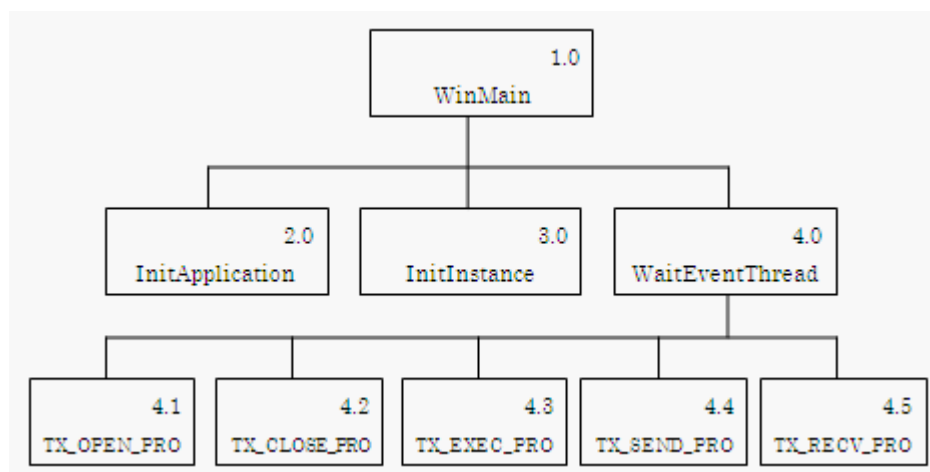 1.0
WinMain
2.0
InitApplication
3.0
InitInstance
4.0
WaitEventThread
4.1
TX_OPEN_PRO
4.2
TX_CLOSE_PRO
4.3
TX_EXEC_PRO
4.4
TX_SEND_PRO
4.5
TX_RECV_PRO